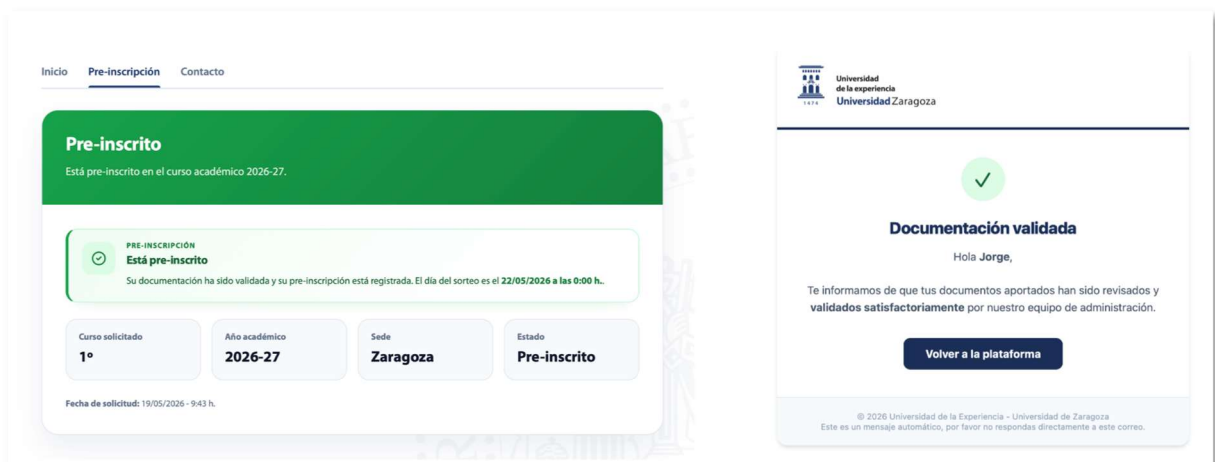 Inicio Pre-inscripción Contacto
Pre-inscrito
Está pre-inscrito en el curso académico 2026-27.
PRE-INSCRIPCIÓN
Está pre-inscrito
Su documentación ha sido validada y su pre-inscripción está registrada. El día del sorteo es el 22/05/2026 a las 0:00 h..
Curso solicitado
1º
Año académico
2026-27
Sede
Zaragoza
Estado
Pre-inscrito
Fecha de solicitud: 19/05/2026 - 9:43 h.
1474
Universidad
de la experiencia
Universidad Zaragoza
Documentación validada
Hola Jorge,
Te informamos de que tus documentos aportados han sido revisados y
validados satisfactoriamente por nuestro equipo de administración.
Volver a la plataforma
© 2026 Universidad de la Experiencia - Universidad de Zaragoza
Este es un mensaje automático, por favor no respondas directamente a este correo.